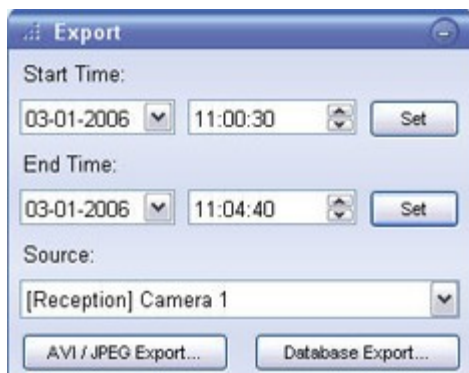 Export
Start Time:
03-01-2006 11:00:30 Set
End Time:
03-01-2006 11:04:40 Set
Source:
[Reception] Camera 1
AVI / JPEG Export... Database Export...